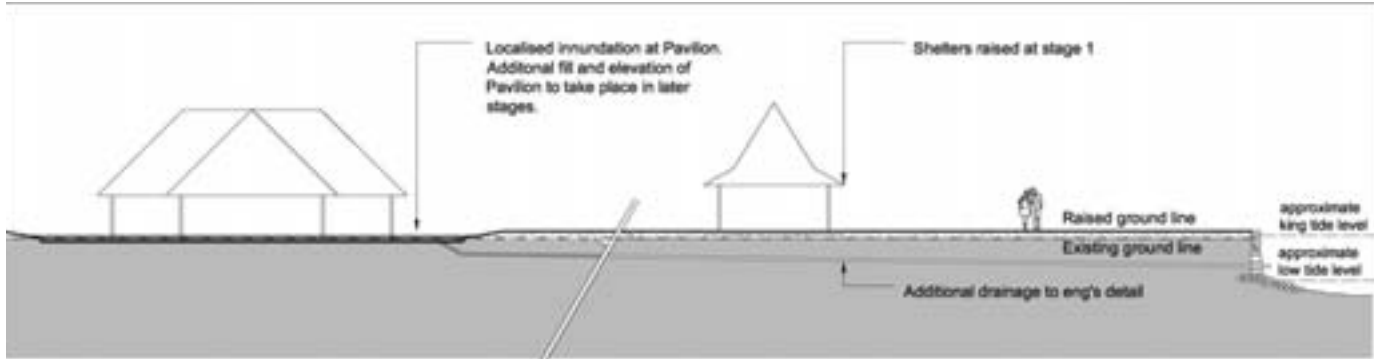 Localised innundation at Pavilion.
Additonal fill and elevation of
Pavilion to take place in later
stages.
Shelters raised at stage 1
Raised ground line
approximate
king tide level
Existing ground line
approximate
low tide level
Additional drainage to eng's detail